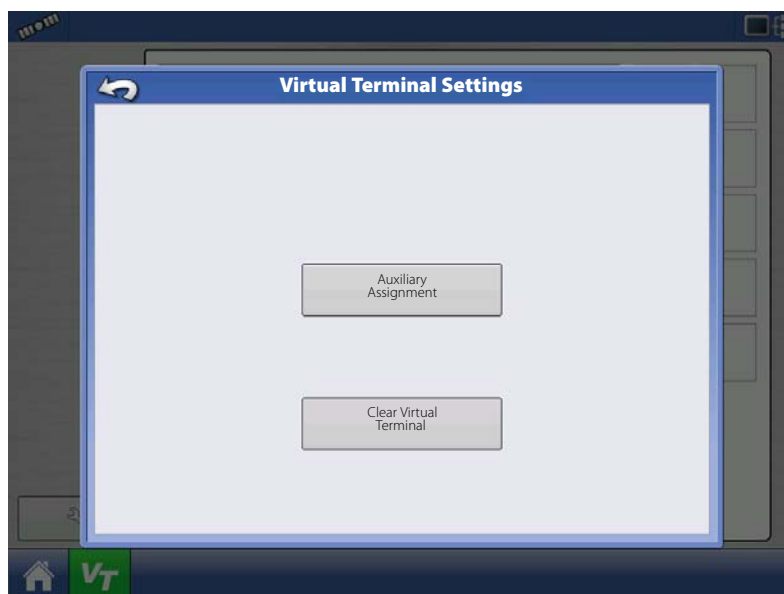 Virtual Terminal Settings
Auxiliary
Assignment
Clear Virtual
Terminal
VT